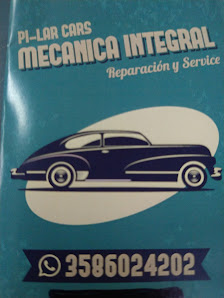 PI-LAR CARS
MECANICA INTEGRAL
Reparación y Service
3586024202